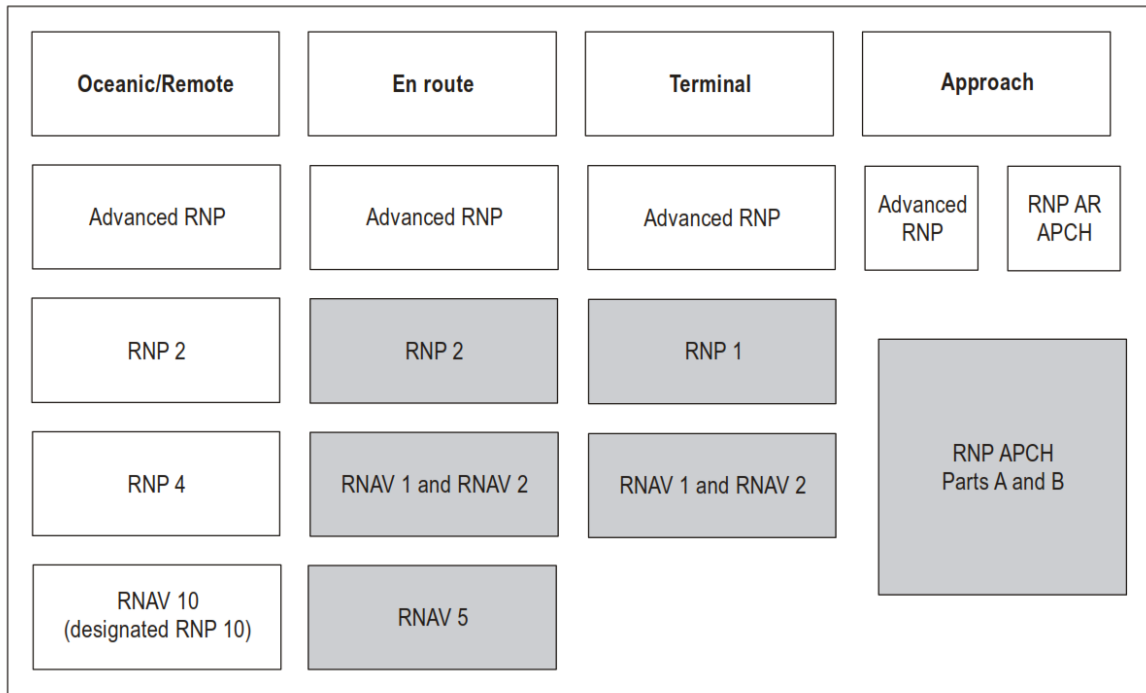 Oceanic/Remote
En route
Terminal
Approach
Advanced RNP
Advanced RNP
Advanced RNP
Advanced
RNP
RNP AR
APCH
RNP 2
RNP 2
RNP 1
RNP 4
RNAV 1 and RNAV 2
RNAV 1 and RNAV 2
RNP APCH
Parts A and B
RNAV 10
(designated RNP 10)
RNAV 5